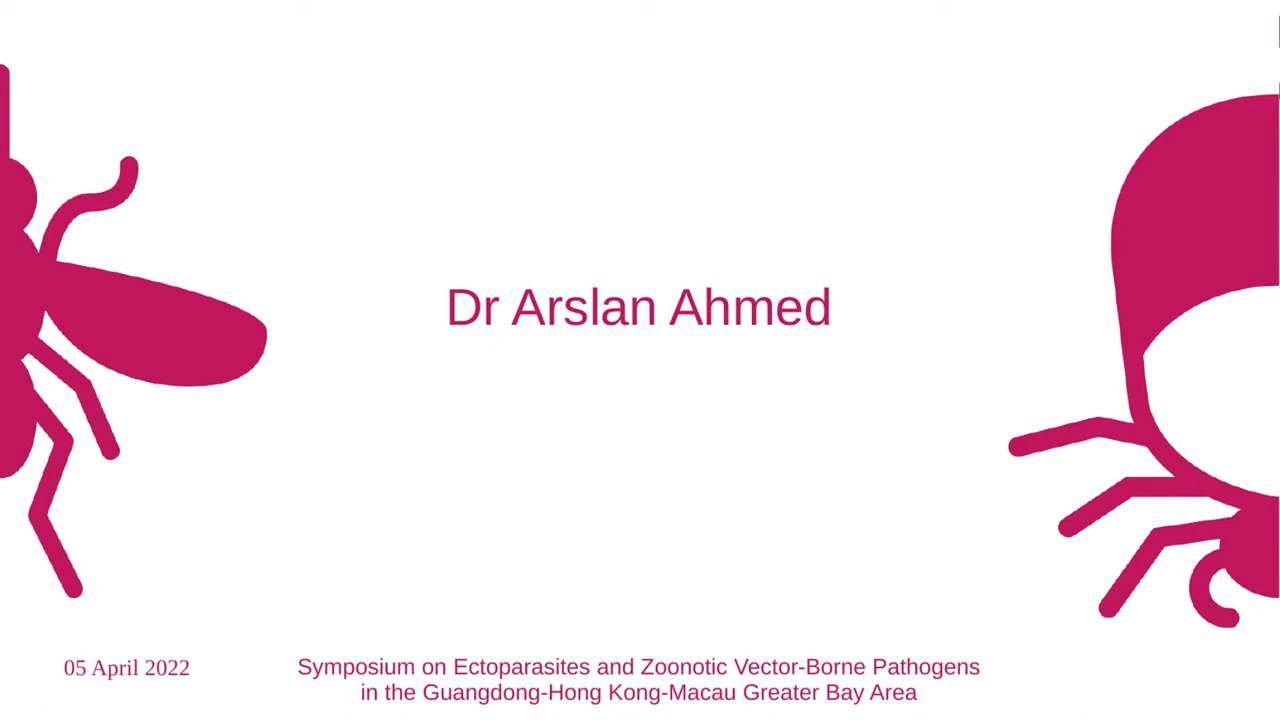 Dr Arslan Ahmed
05 April 2022
Symposium on Ectoparasites and Zoonotic Vector-Borne Pathogens
in the Guangdong-Hong Kong-Macau Greater Bay Area